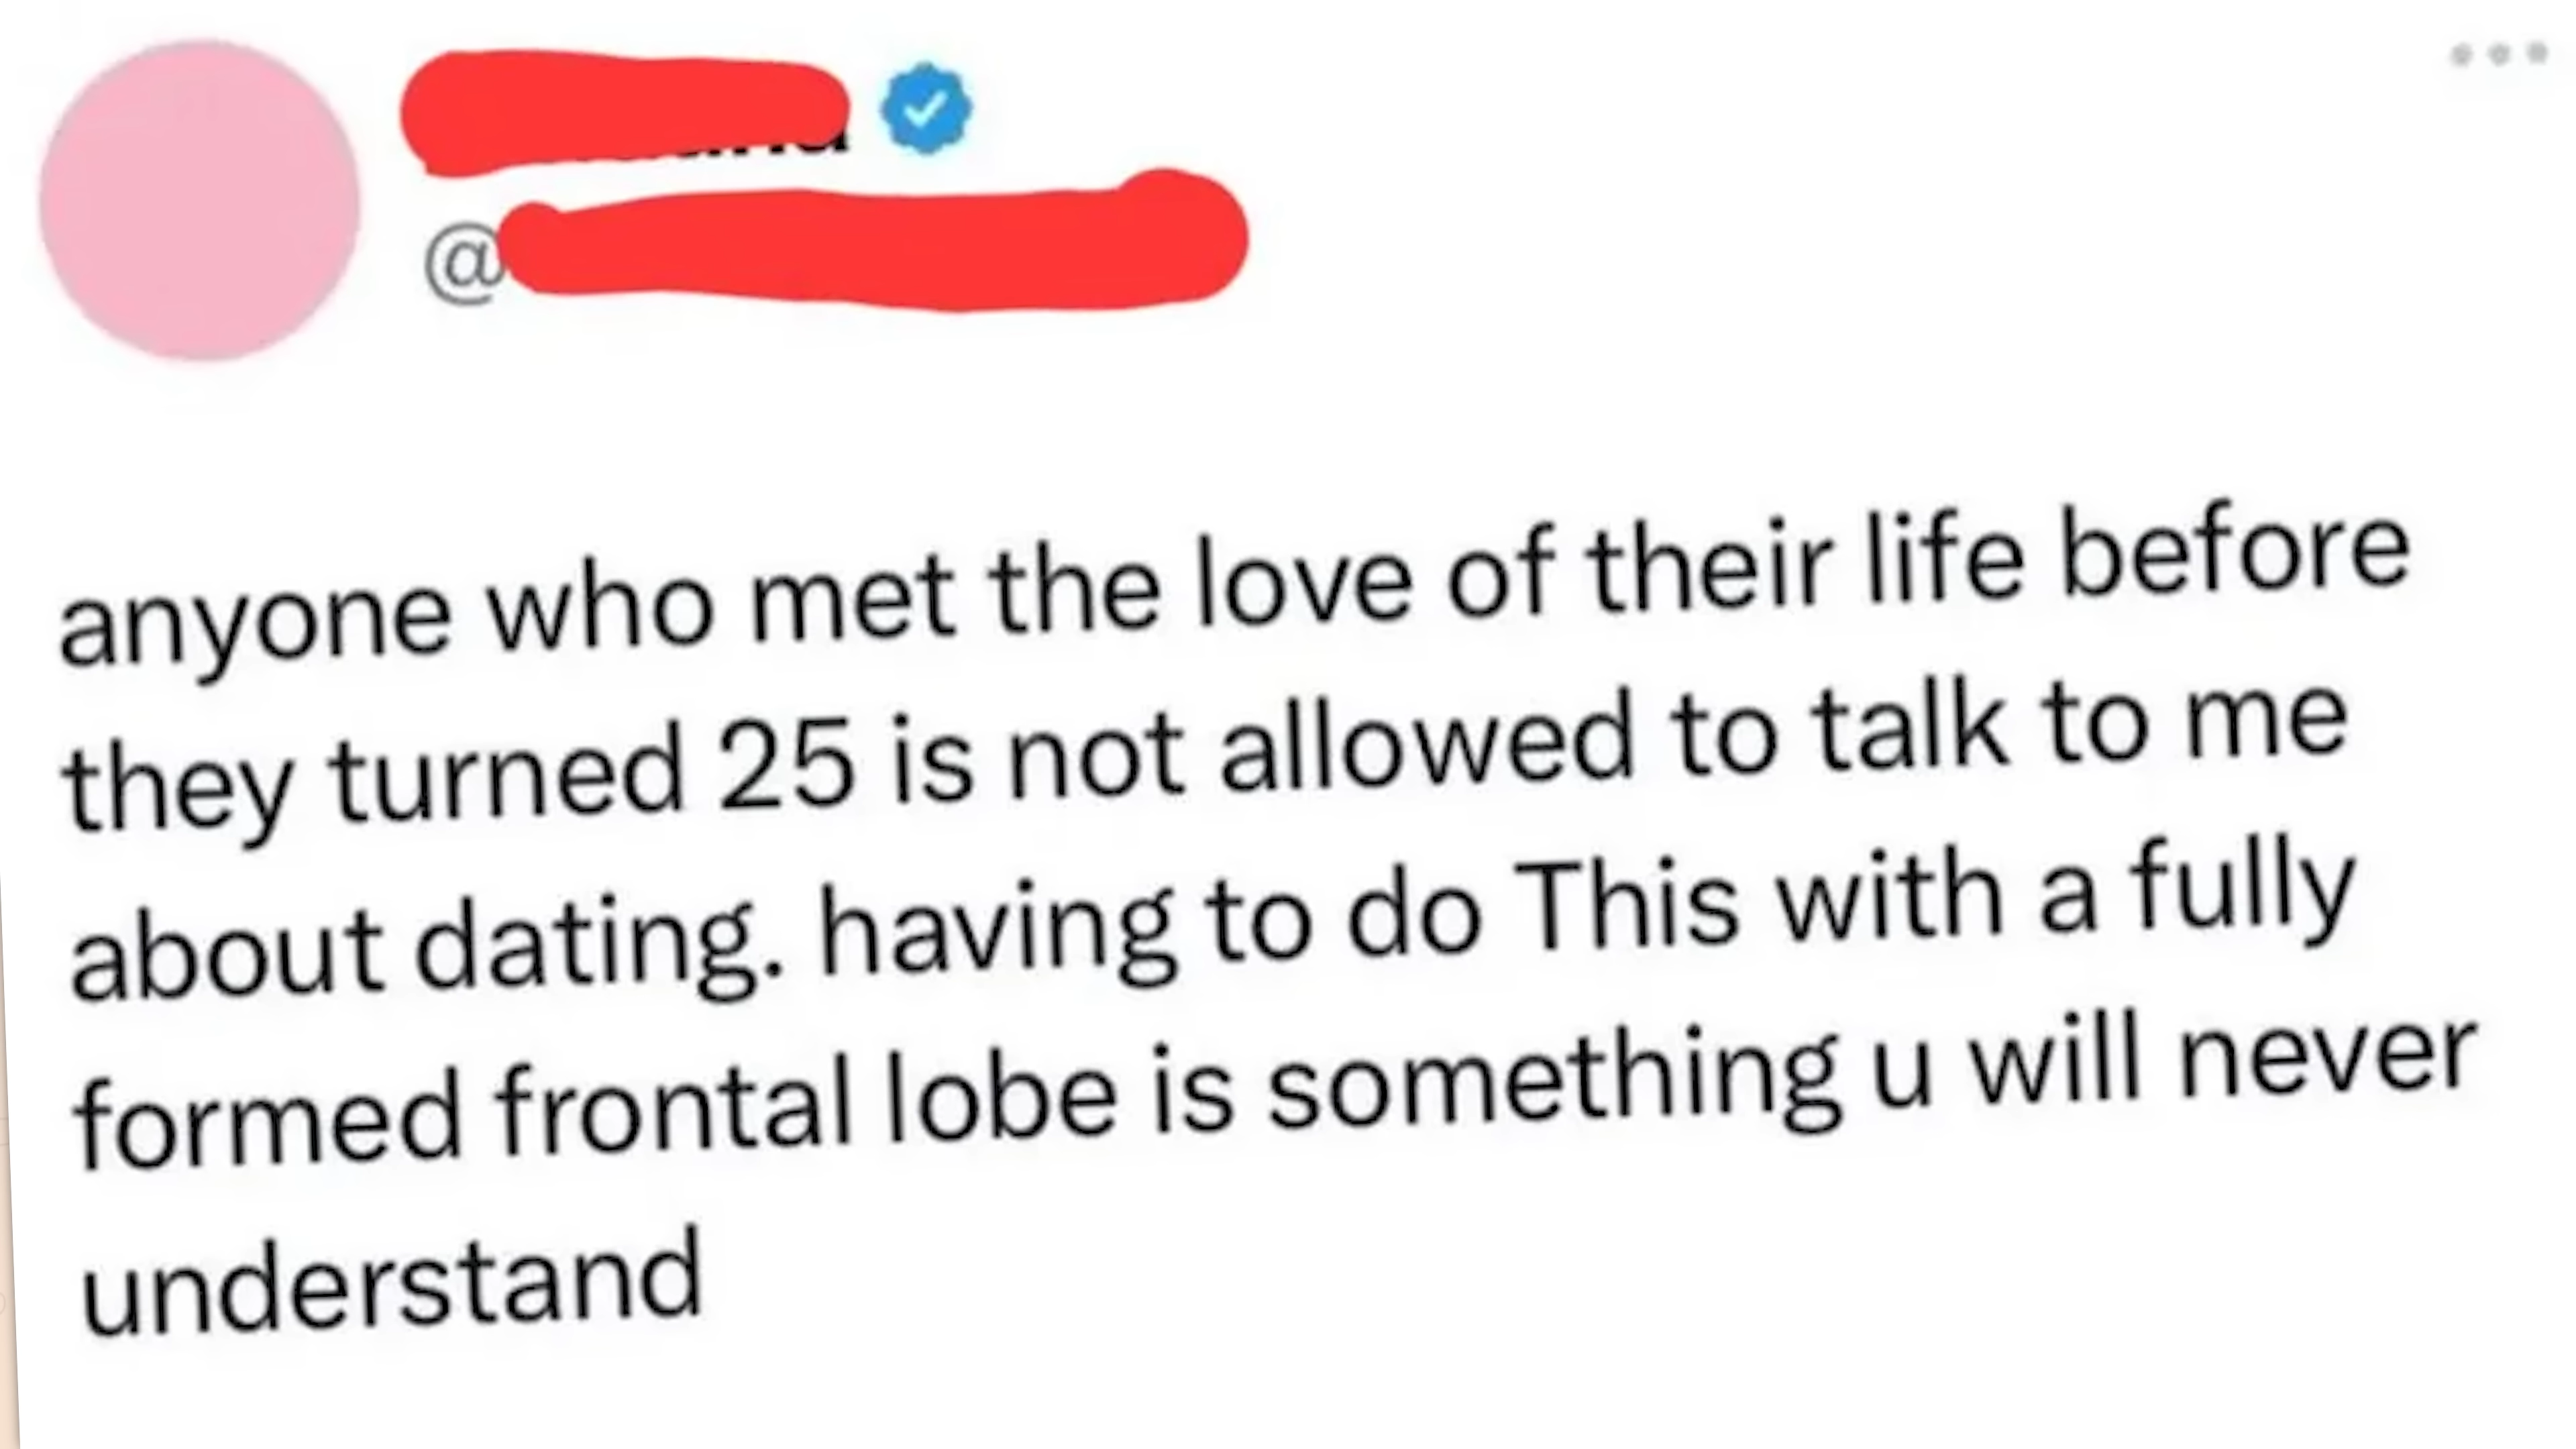 @
anyone who met the love of their life before
they turned 25 is not allowed to talk to me
about dating. having to do This with a fully
formed frontal lobe is something u will never
understand